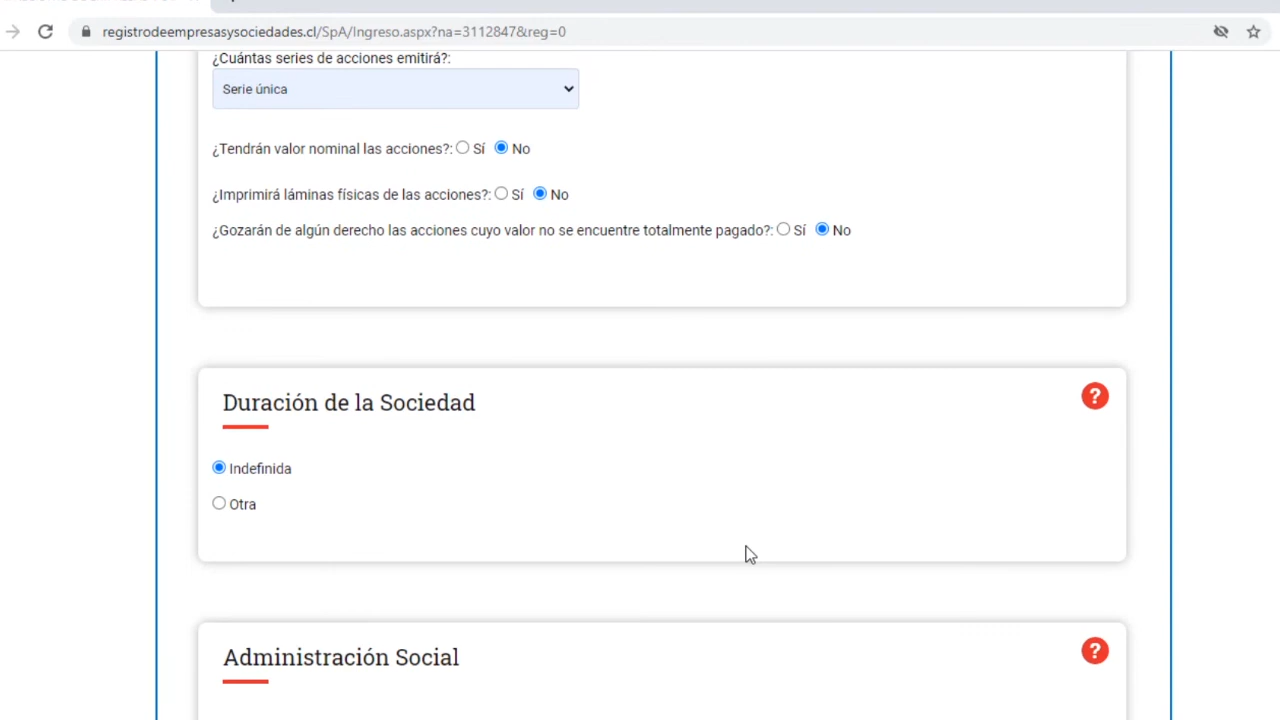 registrodeempresasysociedades.cl/SpA/Ingreso.aspx?na=3112847&reg=0
¿Cuántas series de acciones emitirá?:
Serie única
¿Tendrán valor nominal las acciones?: Sí No
¿Imprimirá láminas físicas de las acciones?: Sí No
¿Gozarán de algún derecho las acciones cuyo valor no se encuentre totalmente pagado?: Sí No
Duración de la Sociedad
?
Indefinida
Otra
Administración Social
?